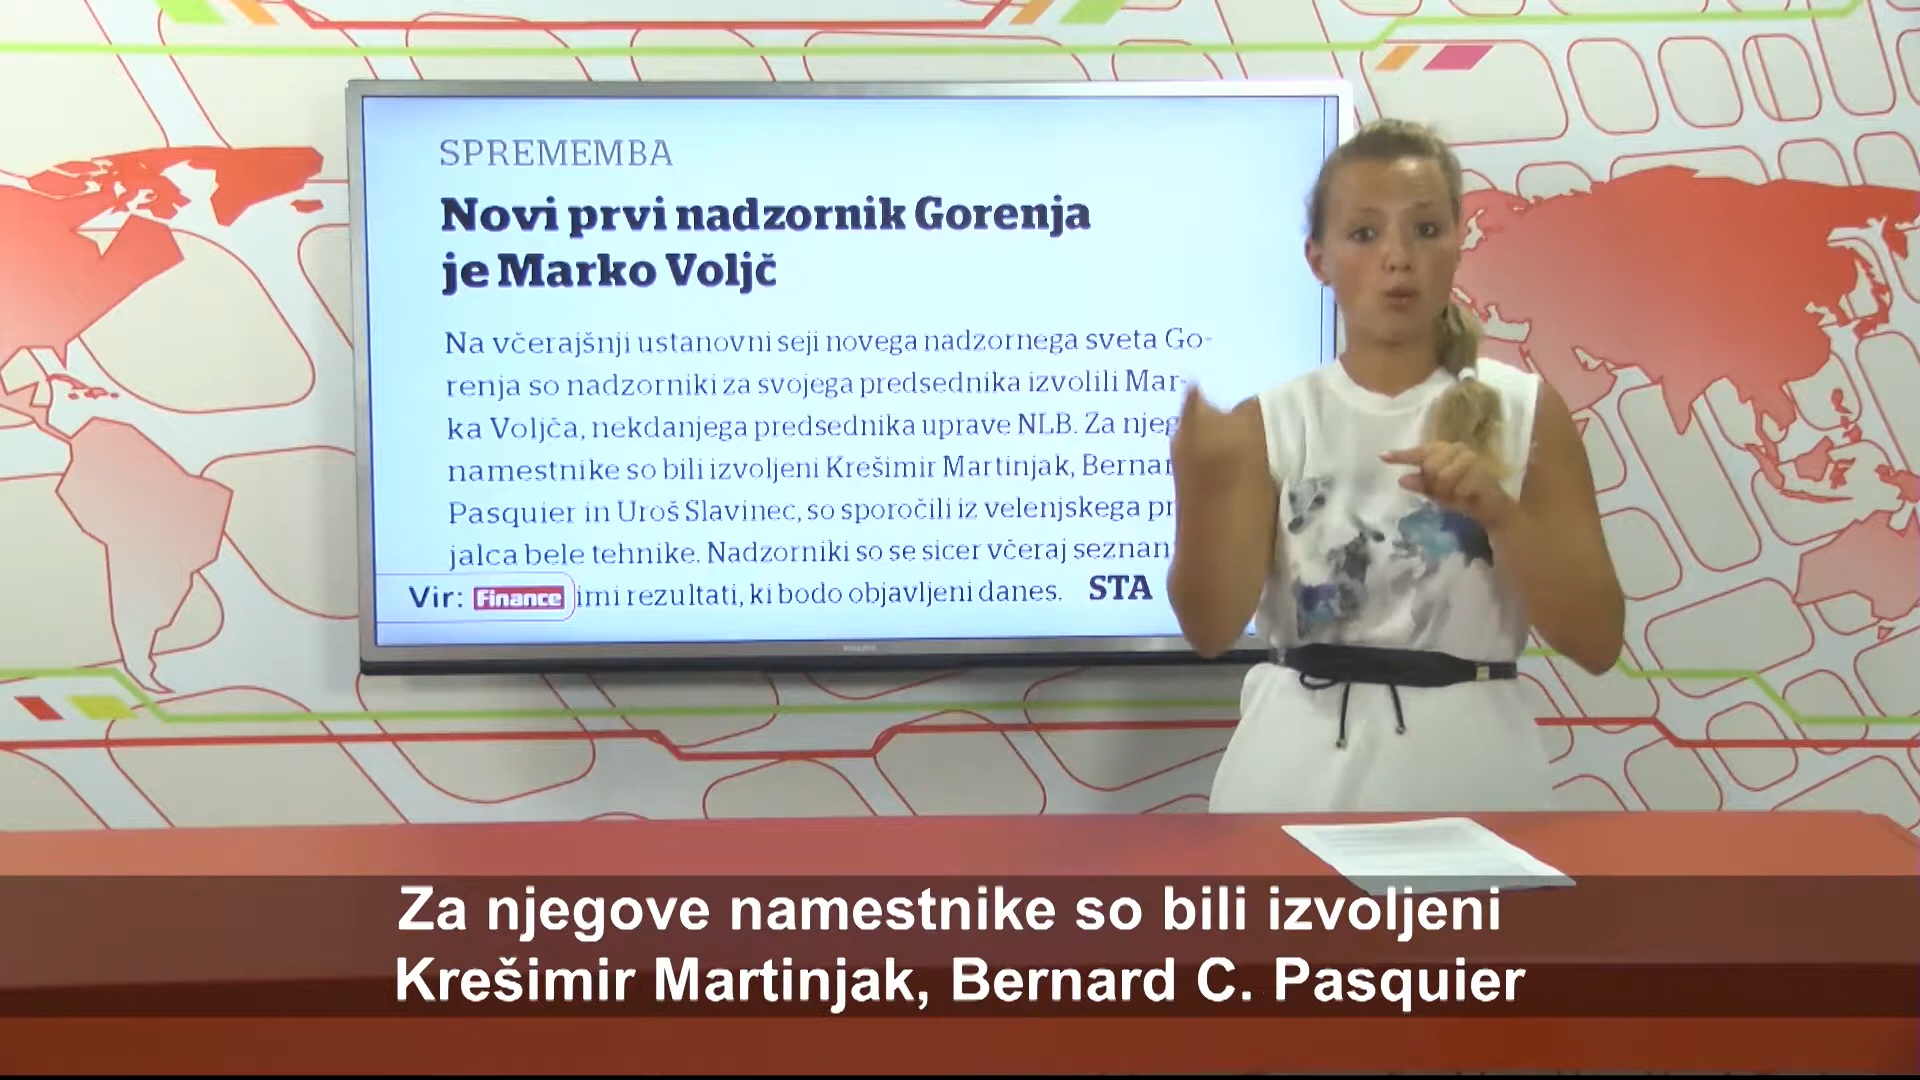 SPREMEMBA
Novi prvi nadzornik Gorenja
je Marko Voljč
Na včerajšnji ustanovni seji novega nadzornega sveta Go-
renja so nadzorniki za svojega predsednika izvolili Mar-
ka Voljča, nekdanjega predsednika uprave NLB. Za njeg
namestnike so bili izvoljeni Krešimir Martinjak, Bernar
Pasquier in Uroš Slavinec, so sporočili iz velenjskega pr
jalca bele tehnike. Nadzorniki so se sicer včeraj seznan
Vir: Finance imi rezultati, ki bodo objavljeni danes. STA
PHILIPS
Za njegove namestnike so bili izvoljeni
Krešimir Martinjak, Bernard C. Pasquier